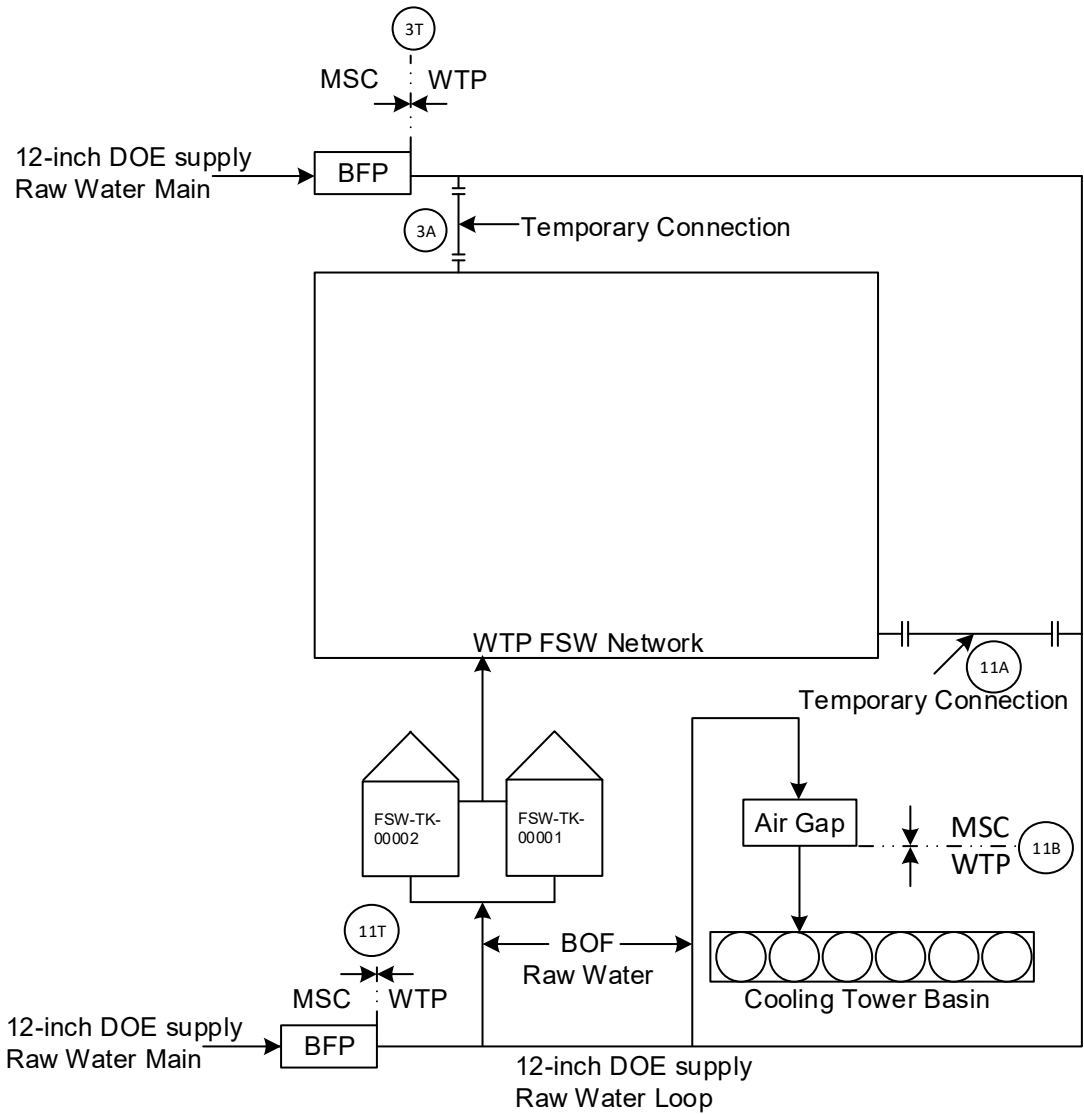 3T
MSC WTP
12-inch DOE supply
Raw Water Main
BFP
3A
Temporary Connection
WTP FSW Network
11A
Temporary Connection
FSW-TK-
00002
FSW-TK-
00001
Air Gap
MSC
WTP
11B
11T
BOF
Raw Water
MSC WTP
Cooling Tower Basin
12-inch DOE supply
Raw Water Main
BFP
12-inch DOE supply
Raw Water Loop